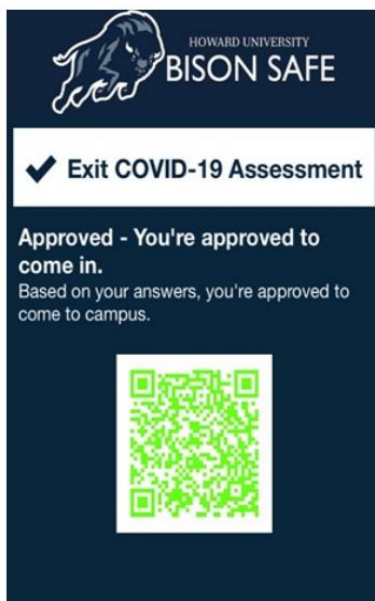 HOWARD UNIVERSITY
BISON SAFE
Exit COVID-19 Assessment
Approved - You're approved to
come in.
Based on your answers, you're approved to
come to campus.